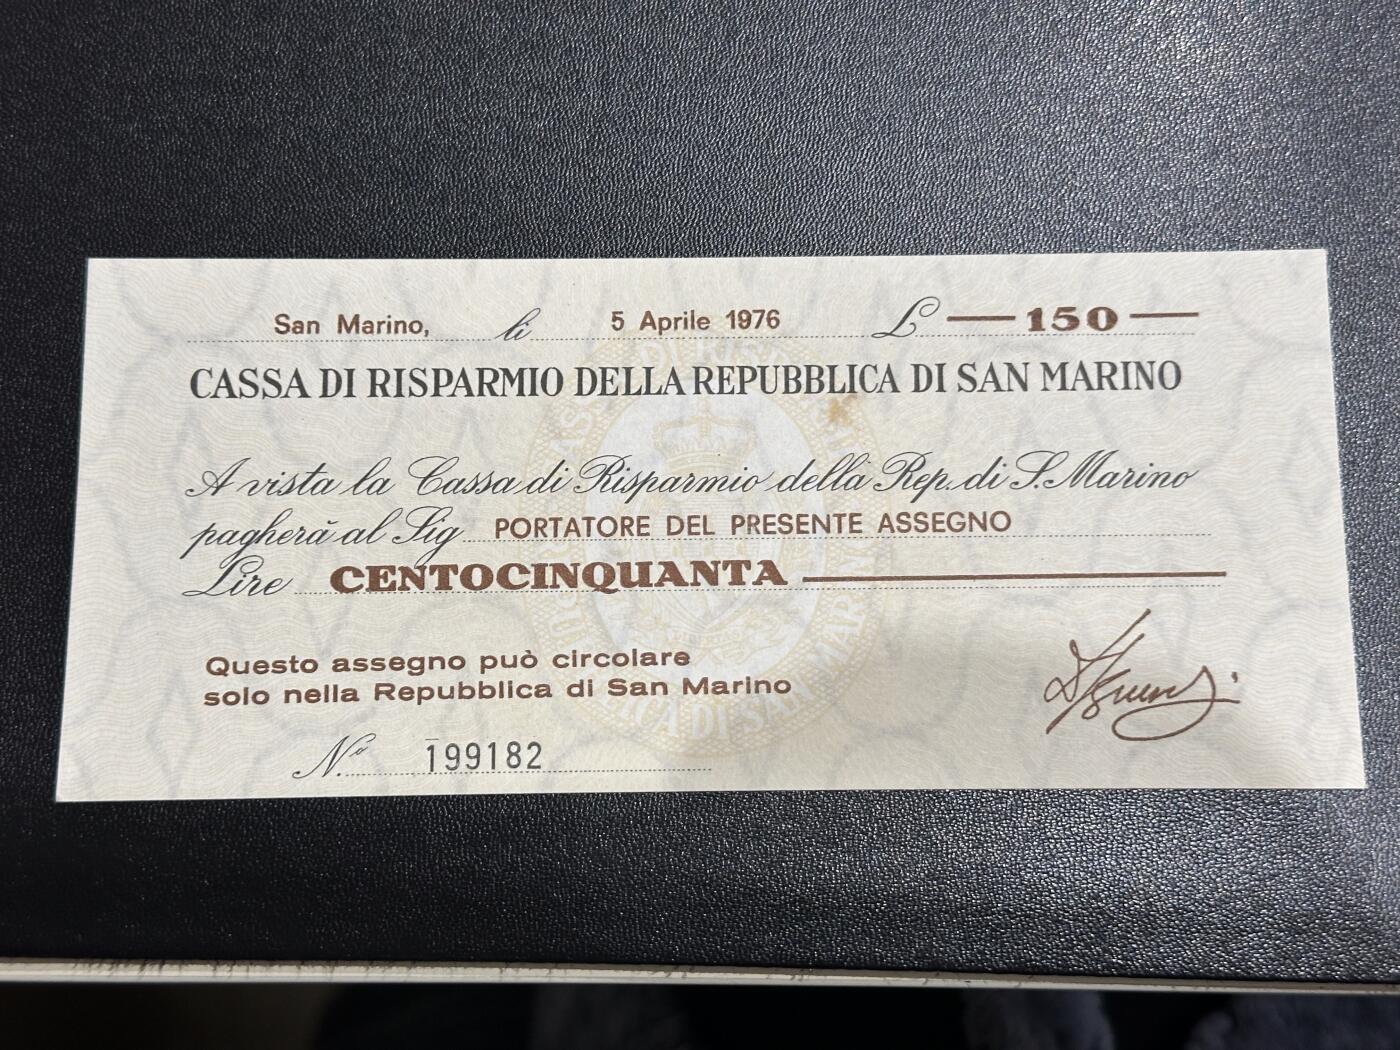 San Marino, li 5 Aprile 1976 £ 150
CASSA DI RISPARMIO DELLA REPUBBLICA DI SAN MARINO
A vista la Cassa di Risparmio della Rep. di S. Marino
pagherà al Sig. PORTATORE DEL PRESENTE ASSEGNO
Lire CENTOCINQUANTA
Questo assegno può circolare
solo nella Repubblica di San Marino
N.o 199182